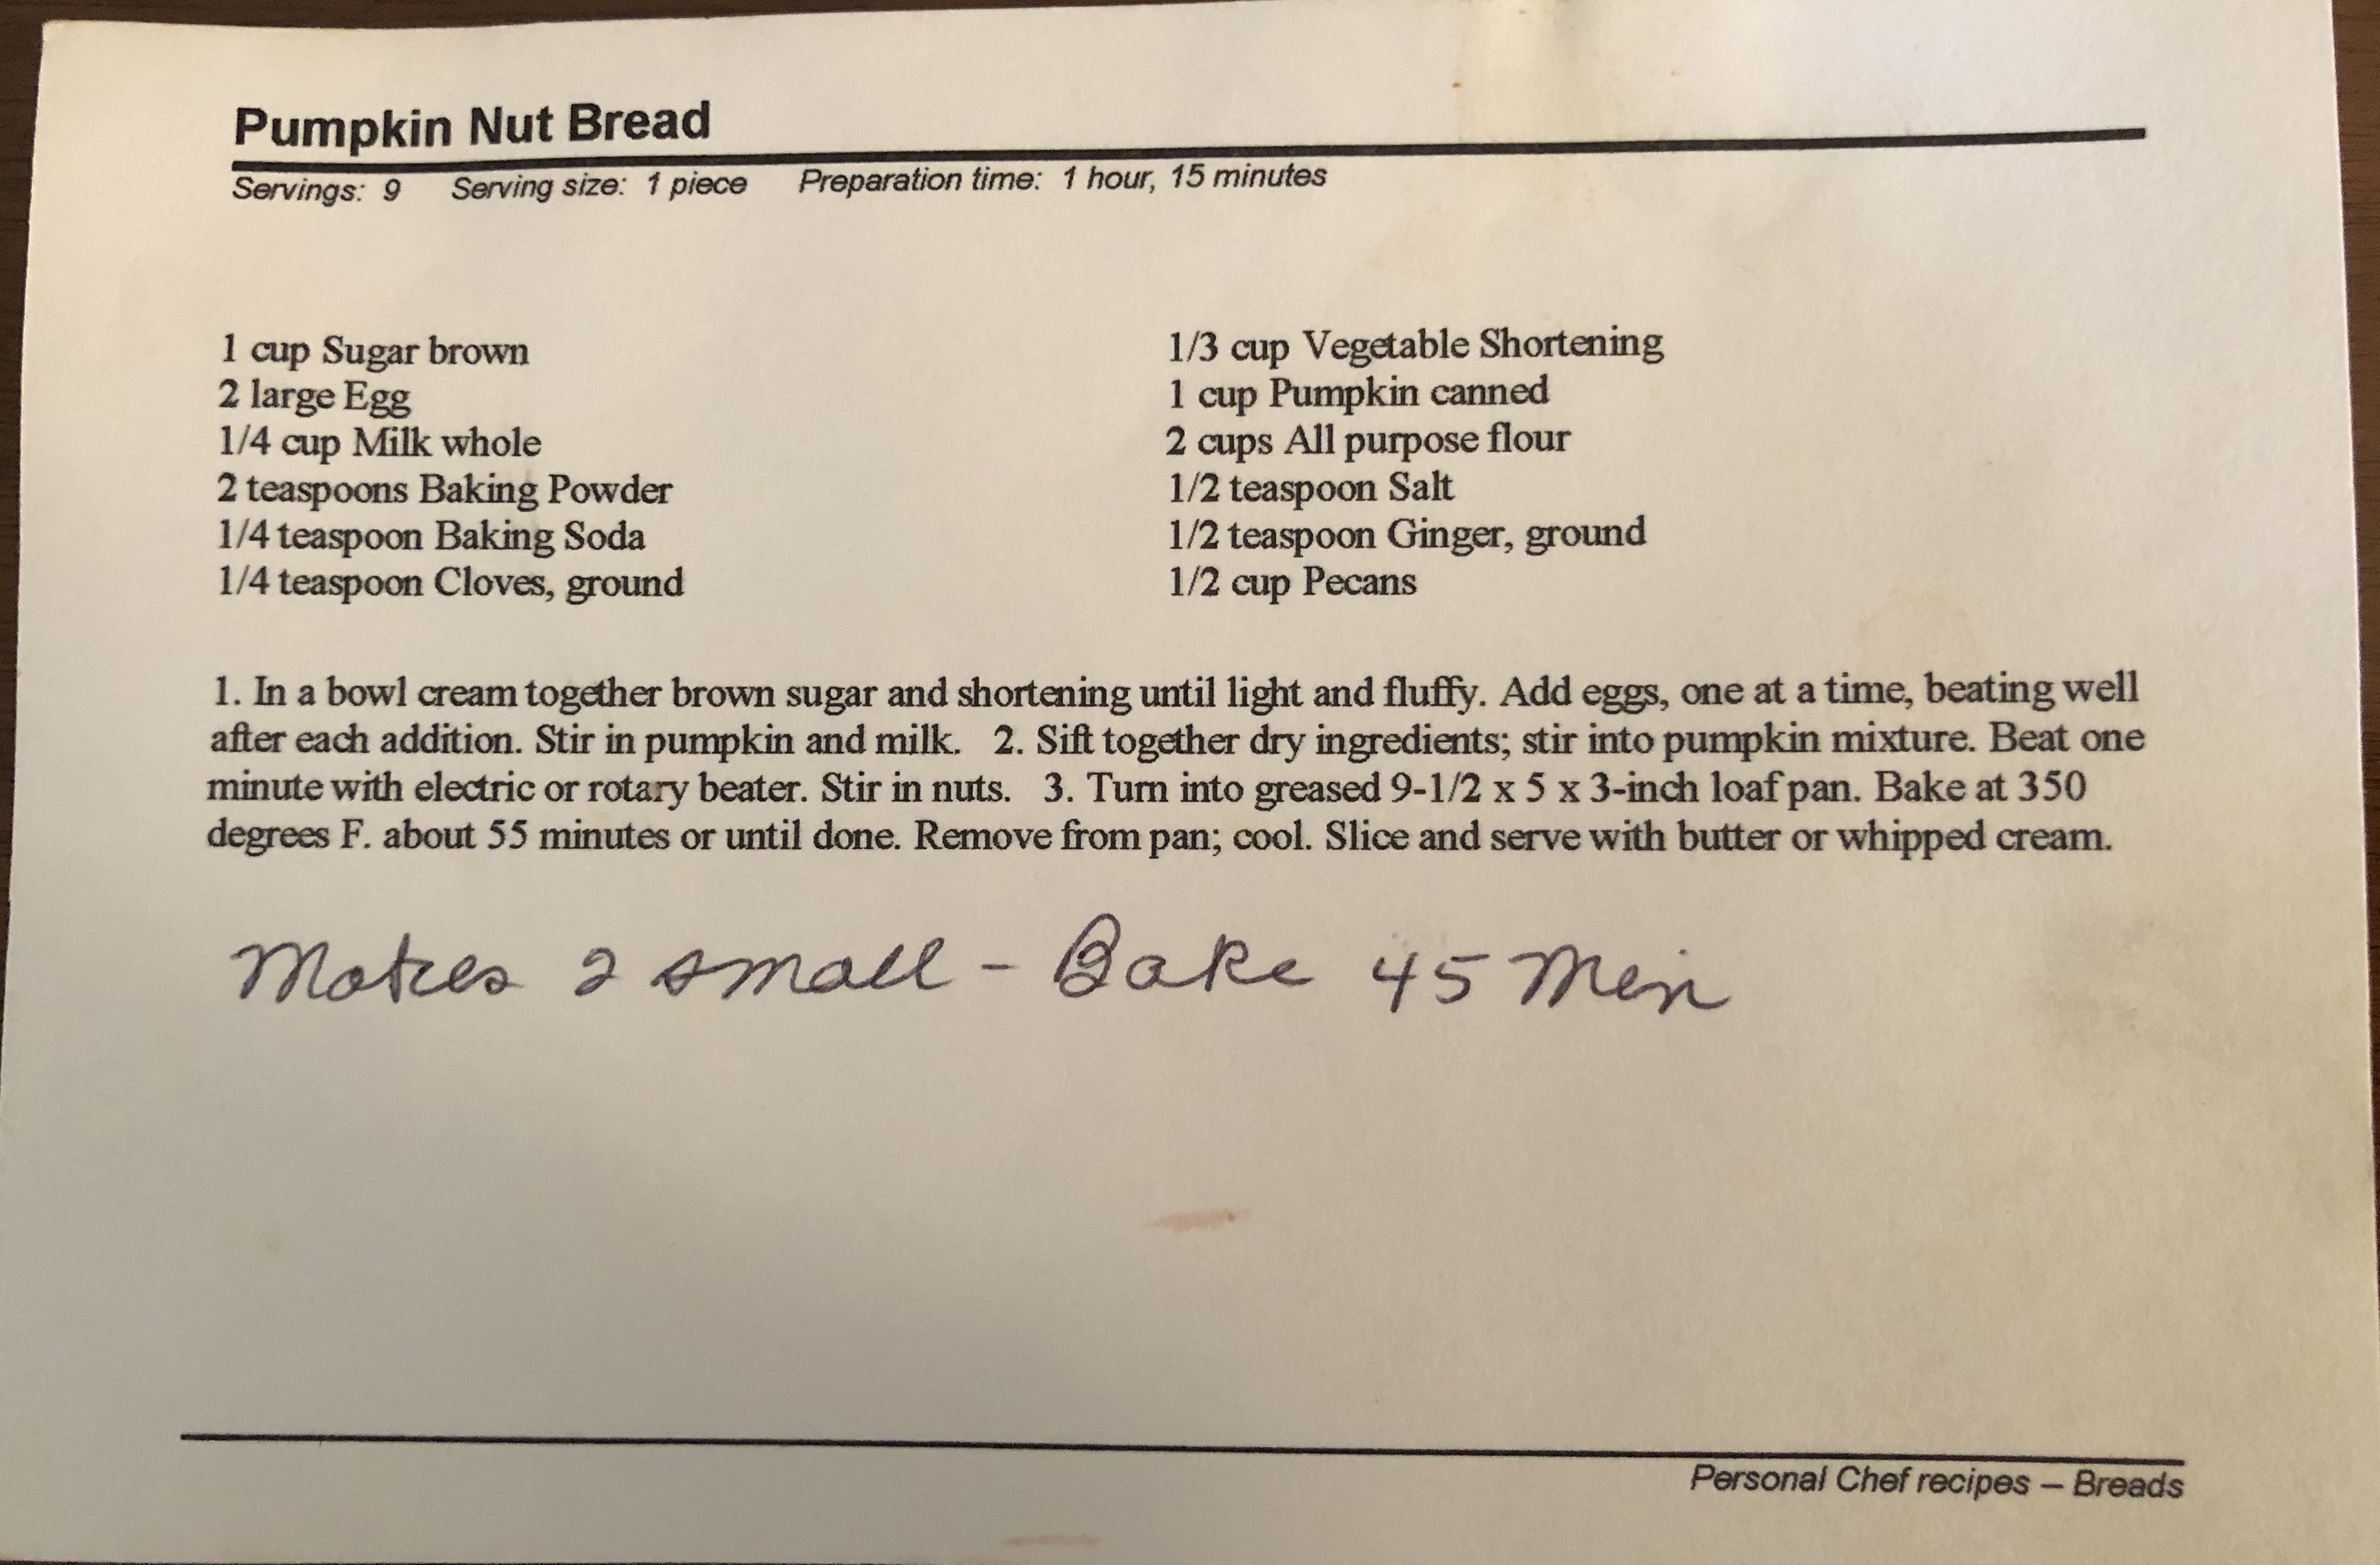 Pumpkin Nut Bread
Servings: 9 Serving size: 1 piece Preparation time: 1 hour, 15 minutes
1 cup Sugar brown
2 large Egg
1/4 cup Milk whole
2 teaspoons Baking Powder
1/4 teaspoon Baking Soda
1/4 teaspoon Cloves, ground
1/3 cup Vegetable Shortening
1 cup Pumpkin canned
2 cups All purpose flour
1/2 teaspoon Salt
1/2 teaspoon Ginger, ground
1/2 cup Pecans
1. In a bowl cream together brown sugar and shortening until light and fluffy. Add eggs, one at a time, beating well
after each addition. Stir in pumpkin and milk. 2. Sift together dry ingredients; stir into pumpkin mixture. Beat one
minute with electric or rotary beater. Stir in nuts. 3. Turn into greased 9-1/2 x 5 x 3-inch loaf pan. Bake at 350
degrees F. about 55 minutes or until done. Remove from pan; cool. Slice and serve with butter or whipped cream.
Makes 2 small - Bake 45 Min
Personal Chef recipes – Breads